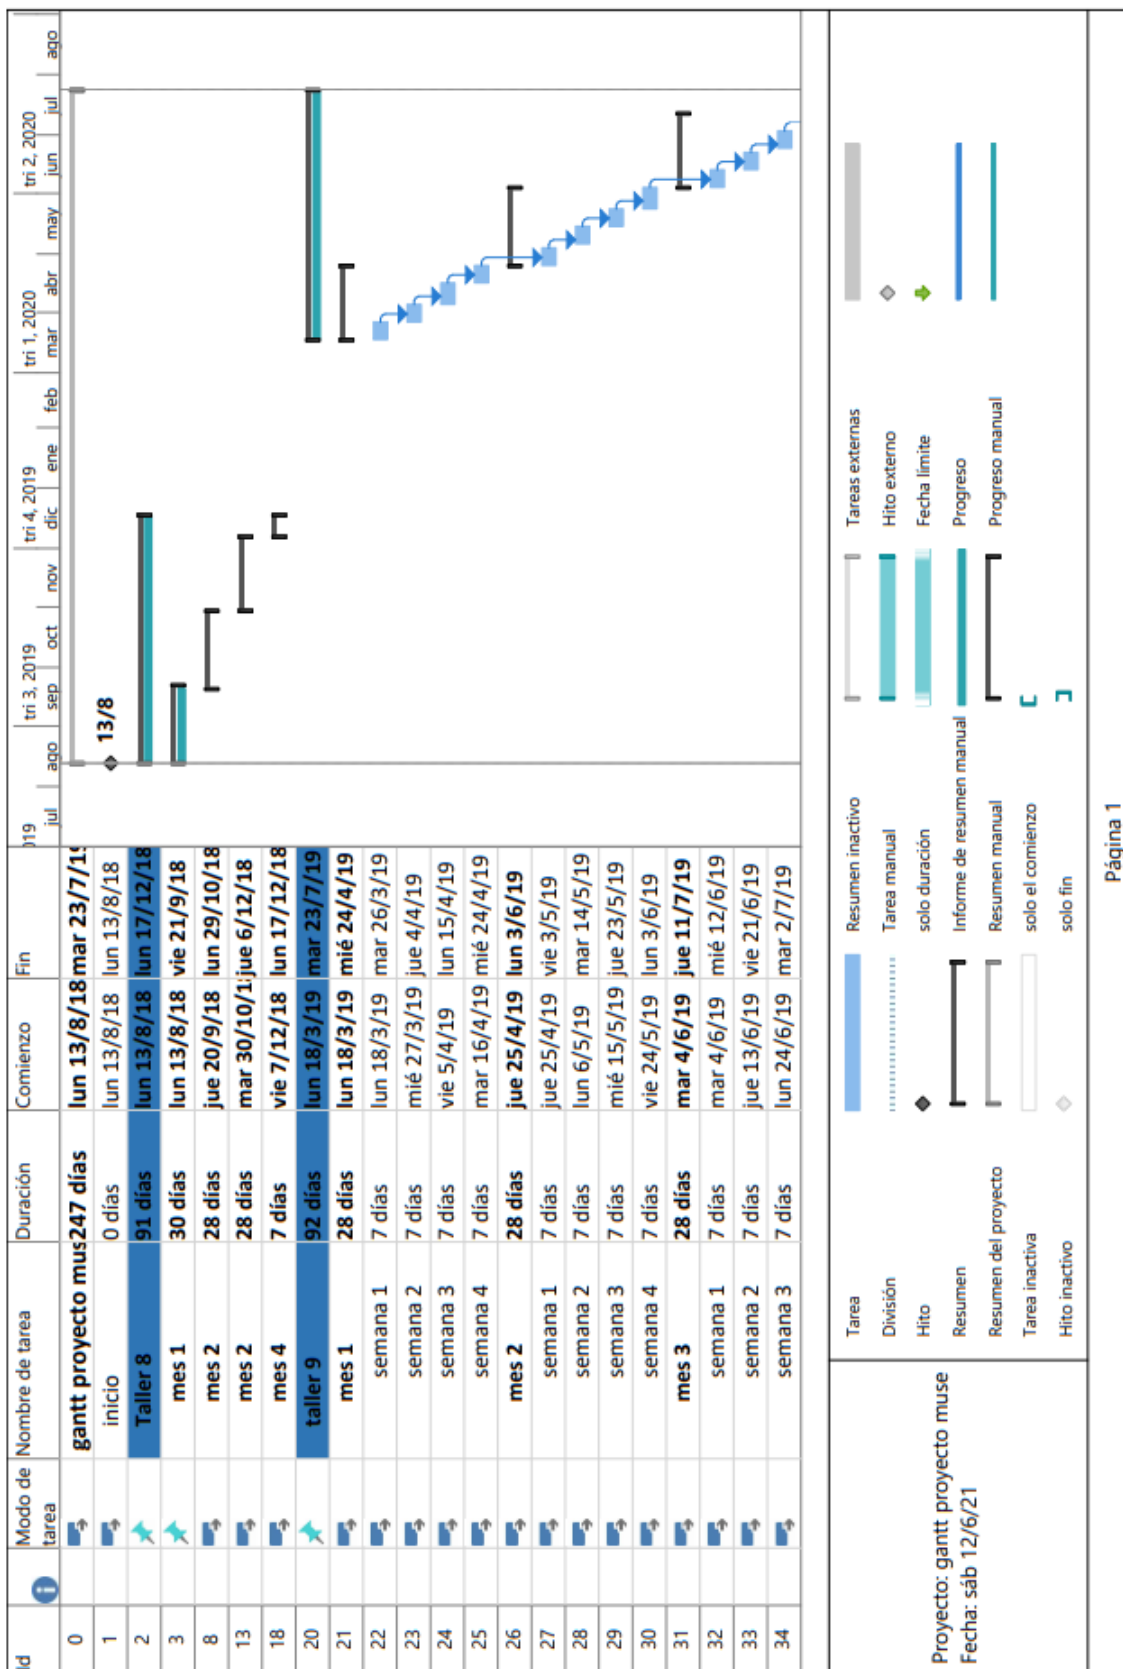 Id Modo de tarea Nombre de tarea Duración Comienzo Fin
019 tri 3, 2019 tri 4, 2019 tri 1, 2020 tri 2, 2020
jul ago sep oct nov dic ene feb mar abr may jun jul ago
0 gantt proyecto mus 247 días lun 13/8/18 mar 23/7/19
1 inicio 0 días lun 13/8/18 lun 13/8/18 13/8
2 Taller 8 91 días lun 13/8/18 lun 17/12/18
3 mes 1 30 días lun 13/8/18 vie 21/9/18
8 mes 2 28 días jue 20/9/18 lun 29/10/18
13 mes 2 28 días mar 30/10/1 jue 6/12/18
18 mes 4 7 días vie 7/12/18 lun 17/12/18
20 taller 9 92 días lun 18/3/19 mar 23/7/19
21 mes 1 28 días lun 18/3/19 mié 24/4/19
22 semana 1 7 días lun 18/3/19 mar 26/3/19
23 semana 2 7 días mié 27/3/19 jue 4/4/19
24 semana 3 7 días vie 5/4/19 lun 15/4/19
25 semana 4 7 días mar 16/4/19 mié 24/4/19
26 mes 2 28 días jue 25/4/19 lun 3/6/19
27 semana 1 7 días jue 25/4/19 vie 3/5/19
28 semana 2 7 días lun 6/5/19 mar 14/5/19
29 semana 3 7 días mié 15/5/19 jue 23/5/19
30 semana 4 7 días vie 24/5/19 lun 3/6/19
31 mes 3 28 días mar 4/6/19 jue 11/7/19
32 semana 1 7 días mar 4/6/19 mié 12/6/19
33 semana 2 7 días jue 13/6/19 vie 21/6/19
34 semana 3 7 días lun 24/6/19 mar 2/7/19
Proyecto: gantt proyecto muse
Fecha: sáb 12/6/21
Tarea Resumen inactivo Tareas externas
División Tarea manual Hito externo
Hito solo duración Fecha límite
Resumen Informe de resumen manual Progreso
Resumen del proyecto Resumen manual Progreso manual
Tarea inactiva solo el comienzo
Hito inactivo solo fin
Página 1